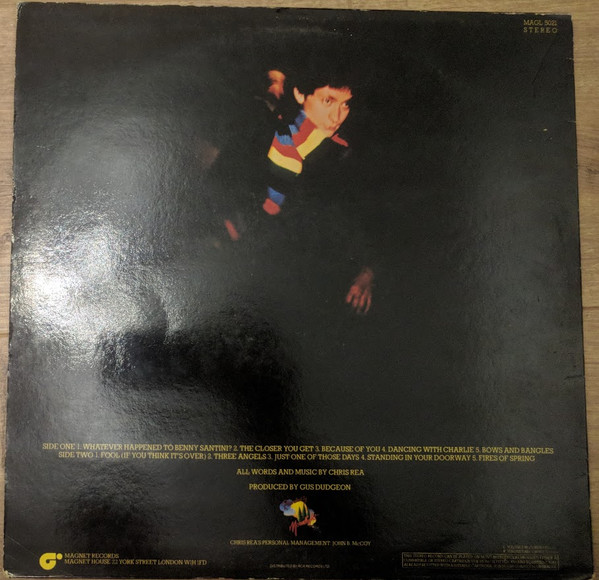 MAGL 5021
STEREO
SIDE ONE 1. WHATEVER HAPPENED TO BENNY SANTINI? 2. THE CLOSER YOU GET 3. BECAUSE OF YOU 4. DANCING WITH CHARLIE 5. BOWS AND BANGLES
SIDE TWO 1. FOOL (IF YOU THINK IT'S OVER) 2. THREE ANGELS 3. JUST ONE OF THOSE DAYS 4. STANDING IN YOUR DOORWAY 5. FIRES OF SPRING
ALL WORDS AND MUSIC BY CHRIS REA
PRODUCED BY GUS DUDGEON
CHRIS REA'S PERSONAL MANAGEMENT: JOHN B. McCOY
MAGNET RECORDS
MAGNET HOUSE 22 YORK STREET LONDON W1H 1FD